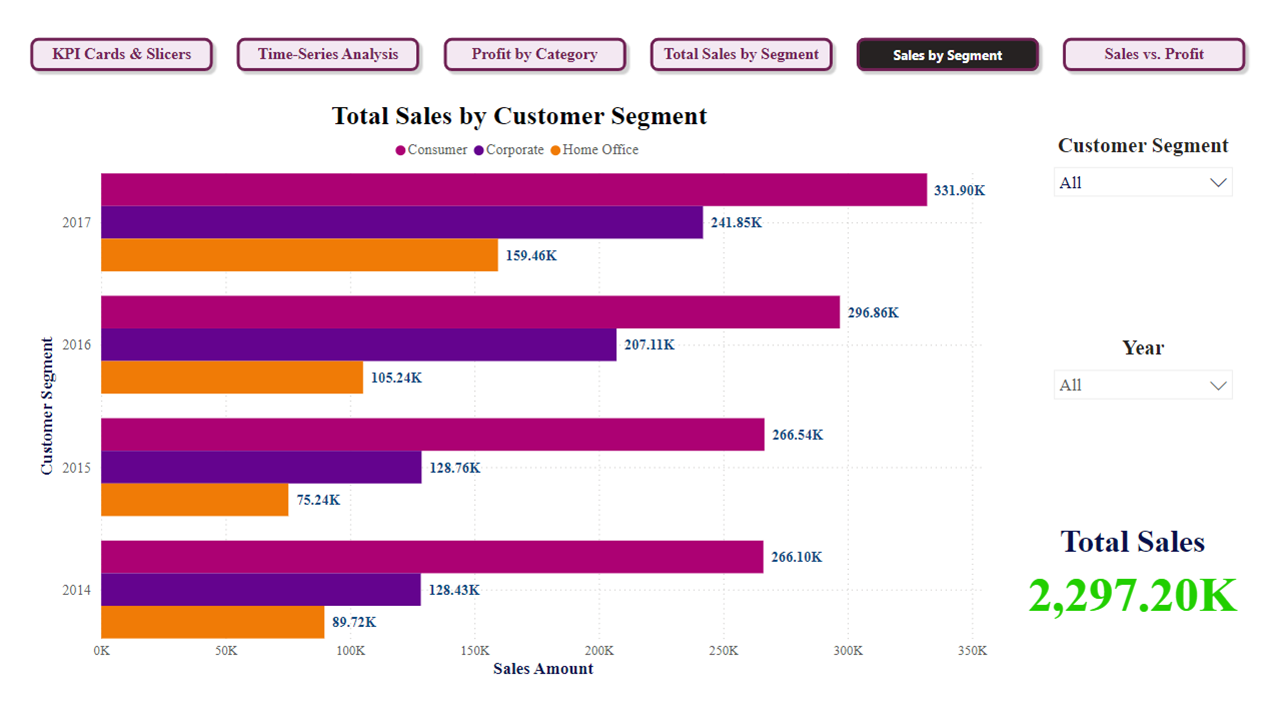 KPI Cards & Slicers
Time-Series Analysis
Profit by Category
Total Sales by Segment
Sales by Segment
Sales vs. Profit
Total Sales by Customer Segment
Consumer Corporate Home Office
Customer Segment
2017
331.90K
241.85K
159.46K
2016
296.86K
207.11K
105.24K
2015
266.54K
128.76K
75.24K
2014
266.10K
128.43K
89.72K
0K 50K 100K 150K 200K 250K 300K 350K
Sales Amount
Customer Segment
All
Year
All
Total Sales
2,297.20K